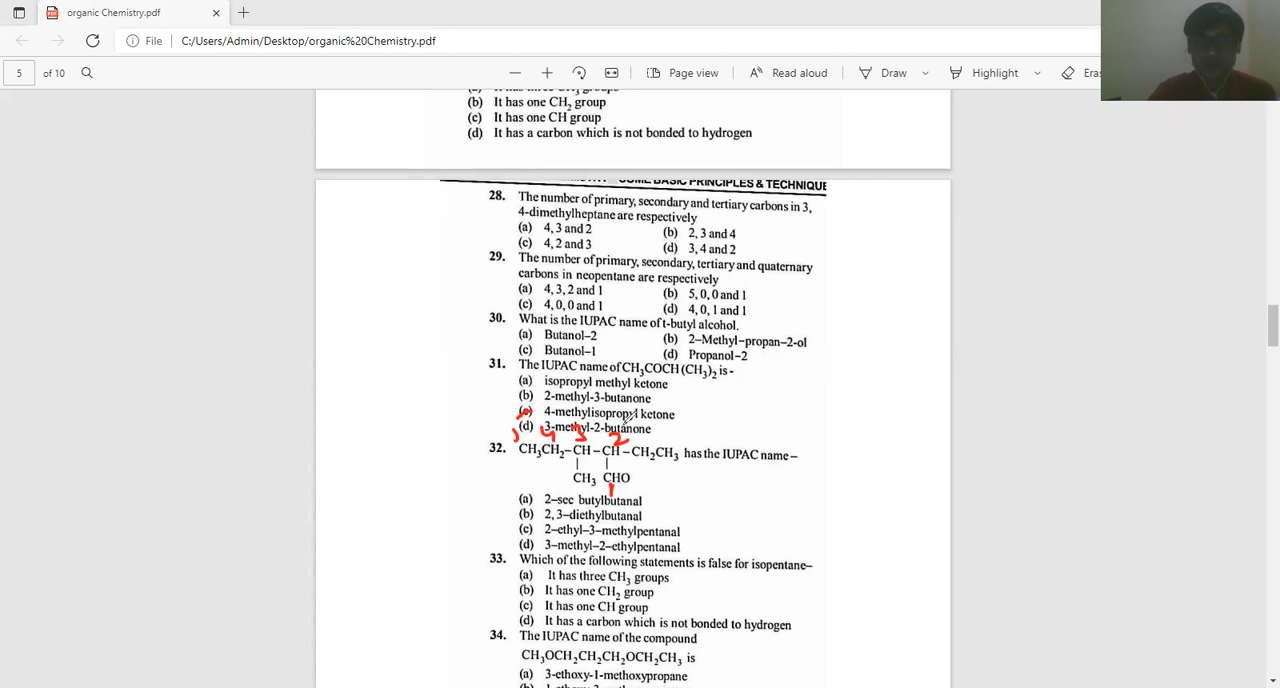 organic Chemistry.pdf
File C:/Users/Admin/Desktop/organic%20Chemistry.pdf
5 of 10 Page view Read aloud Draw Highlight Eras
(b) It has one CH₂ group
(c) It has one CH group
(d) It has a carbon which is not bonded to hydrogen
SOME BASIC PRINCIPLES & TECHNIQUE
28. The number of primary, secondary and tertiary carbons in 3,
4-dimethylheptane are respectively
(a) 4, 3 and 2 (b) 2, 3 and 4
(c) 4, 2 and 3 (d) 3, 4 and 2
29. The number of primary, secondary, tertiary and quaternary
carbons in neopentane are respectively
(a) 4, 3, 2 and 1 (b) 5, 0, 0 and 1
(c) 4, 0, 0 and 1 (d) 4, 0, 1 and 1
30. What is the IUPAC name of t-butyl alcohol.
(a) Butanol–2 (b) 2–Methyl–propan–2-ol
(c) Butanol–1 (d) Propanol–2
31. The IUPAC name of CH₃COCH (CH₃)₂ is -
(a) isopropyl methyl ketone
(b) 2-methyl-3-butanone
(c) 4-methylisopropyl ketone
(d) 3-methyl-2-butanone
5 4 3 2
32. CH₃CH₂–CH–CH–CH₂CH₃ has the IUPAC name–
| |
CH₃ CHO
1
(a) 2–sec butylbutanal
(b) 2, 3–diethylbutanal
(c) 2–ethyl–3–methylpentanal
(d) 3–methyl–2–ethylpentanal
33. Which of the following statements is false for isopentane–
(a) It has three CH₃ groups
(b) It has one CH₂ group
(c) It has one CH group
(d) It has a carbon which is not bonded to hydrogen
34. The IUPAC name of the compound
CH₃OCH₂CH₂CH₂OCH₂CH₃ is
(a) 3-ethoxy-1-methoxypropane